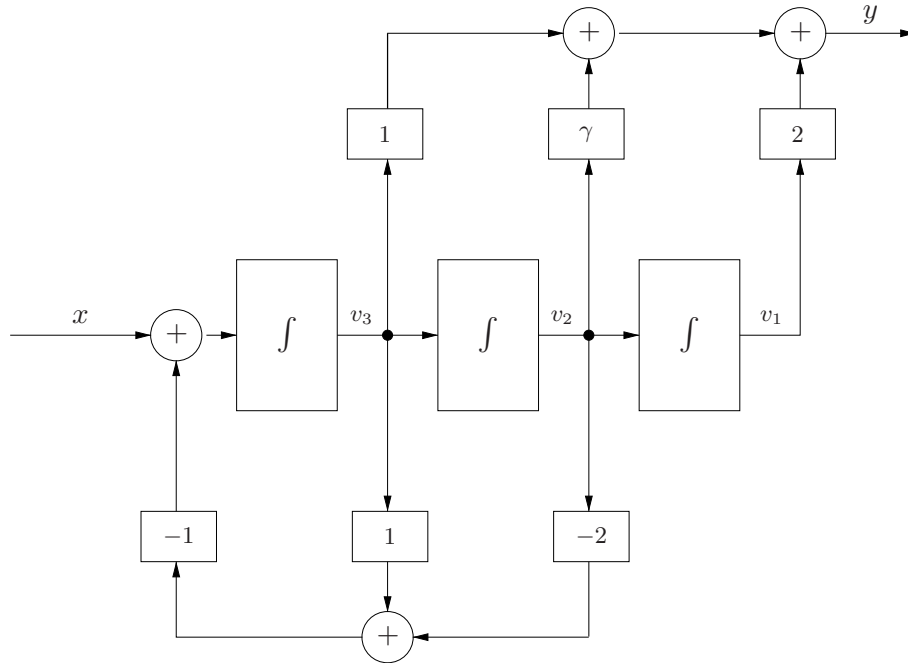 y
+ +
1 γ 2
x + ∫ v₃ ∫ v₂ ∫ v₁
−1 1 −2
+